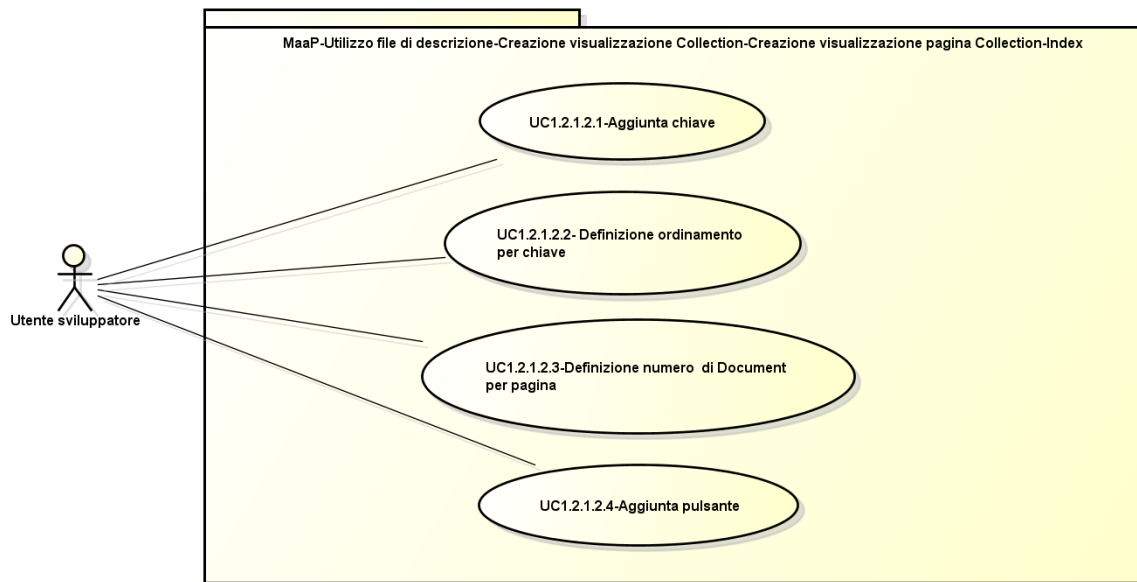 MaaP-Utilizzo file di descrizione-Creazione visualizzazione Collection-Creazione visualizzazione pagina Collection-Index
UC1.2.1.2.1-Aggiunta chiave
UC1.2.1.2.2- Definizione ordinamento
per chiave
Utente sviluppatore
UC1.2.1.2.3-Definizione numero  di Document
per pagina
UC1.2.1.2.4-Aggiunta pulsante